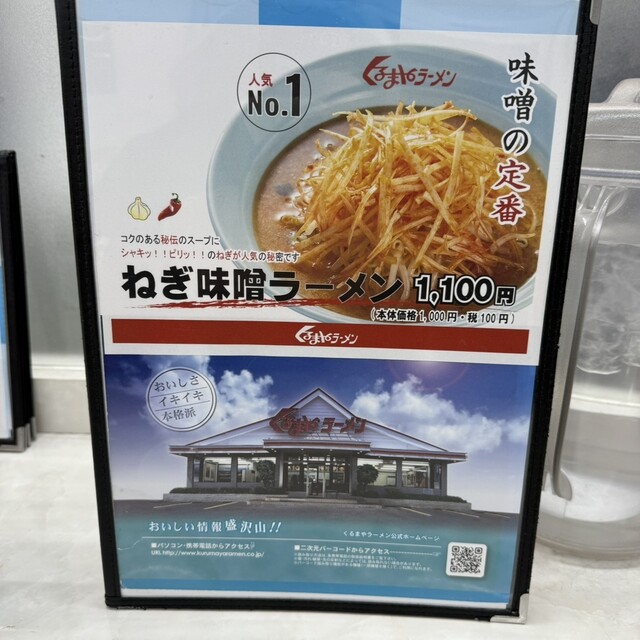 人気
No.1
くるまやラーメン
味噌の定番
コクのある秘伝のスープに
シャキッ！！ピリッ！！のねぎが人気の秘密です
ねぎ味噌ラーメン 1,100円
（本体価格1,000円・税100円）
くるまやラーメン
おいしさ
イキイキ
本格派
くるまやラーメン
おいしい情報盛沢山!!
くるまやラーメン公式ホームページ
■パソコン・携帯電話からアクセス
URL http://www.kurumayaramen.co.jp/
■二次元バーコードからアクセス